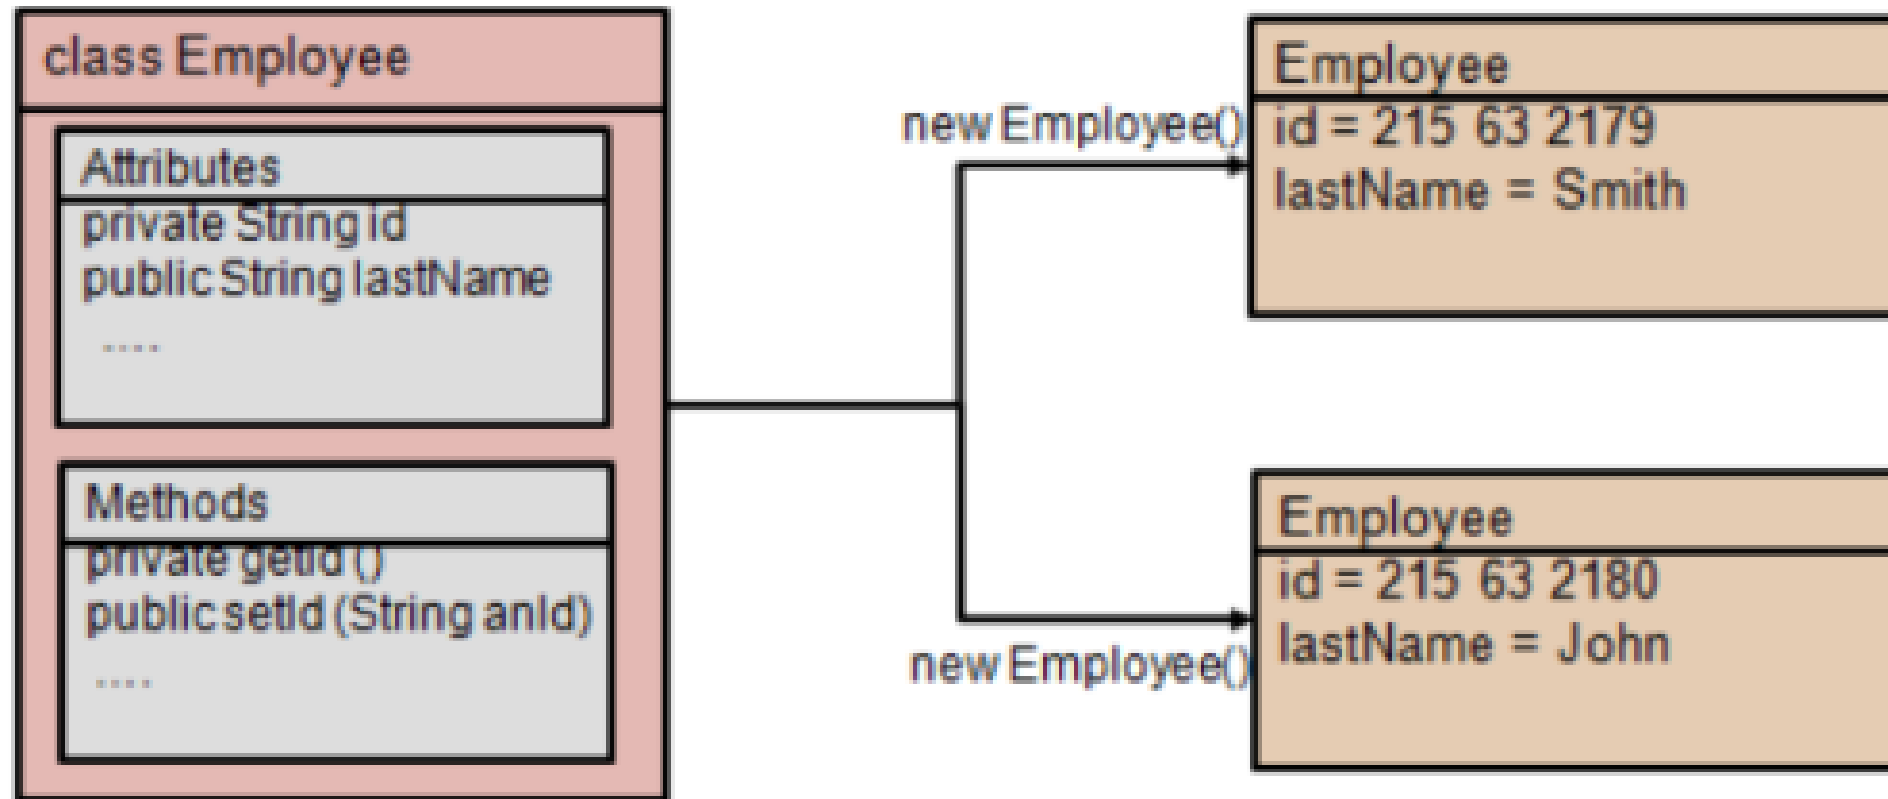 class Employee
Attributes
private String id
public String lastName
....
Methods
private getId ()
public setId (String anId)
....
new Employee()
Employee
id = 215 63 2179
lastName = Smith
new Employee()
Employee
id = 215 63 2180
lastName = John